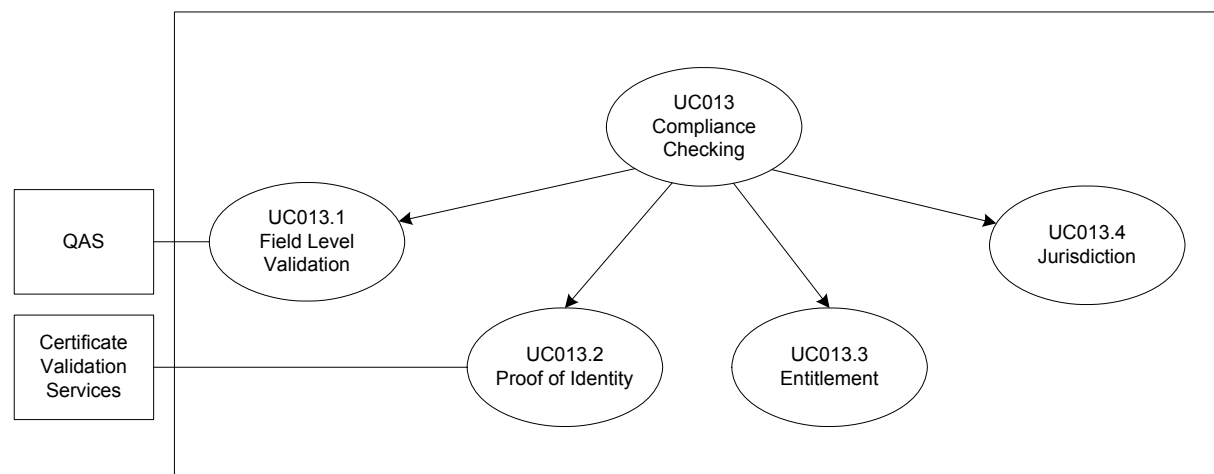 UC013
Compliance
Checking
QAS
UC013.1
Field Level
Validation
UC013.4
Jurisdiction
Certificate
Validation
Services
UC013.2
Proof of Identity
UC013.3
Entitlement